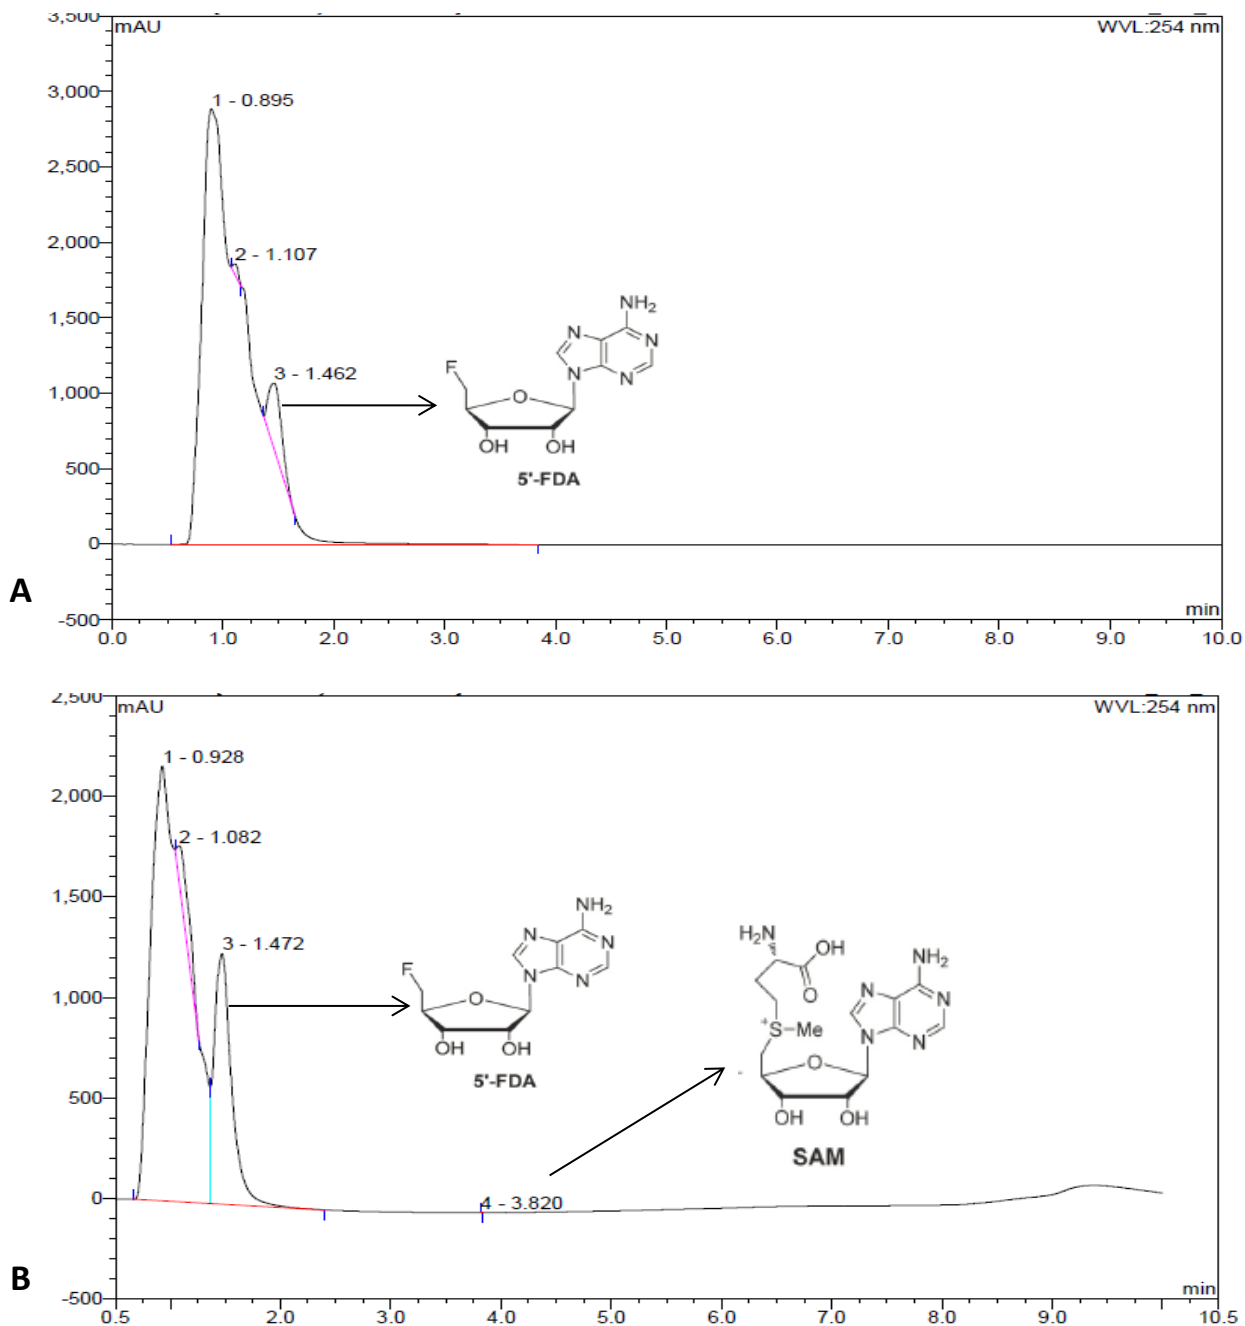 3,500
mAU
WVL:254 nm
3,000
1 - 0.895
2,500
2,000
2 - 1.107
1,500
1,000
3 - 1.462
500
0
-500
min
0.0 1.0 2.0 3.0 4.0 5.0 6.0 7.0 8.0 9.0 10.0
NH2
N
N
N
N
F
O
OH
OH
5'-FDA
A
2,500
mAU
WVL:254 nm
1 - 0.928
2,000
2 - 1.082
1,500
3 - 1.472
1,000
500
0
4 - 3.820
-500
min
0.5 2.0 3.0 4.0 5.0 6.0 7.0 8.0 9.0 10.5
NH2
N
N
N
N
F
O
OH
OH
5'-FDA
H2N
OH
O
NH2
+
S
Me
N
N
N
N
O
OH
OH
SAM
B